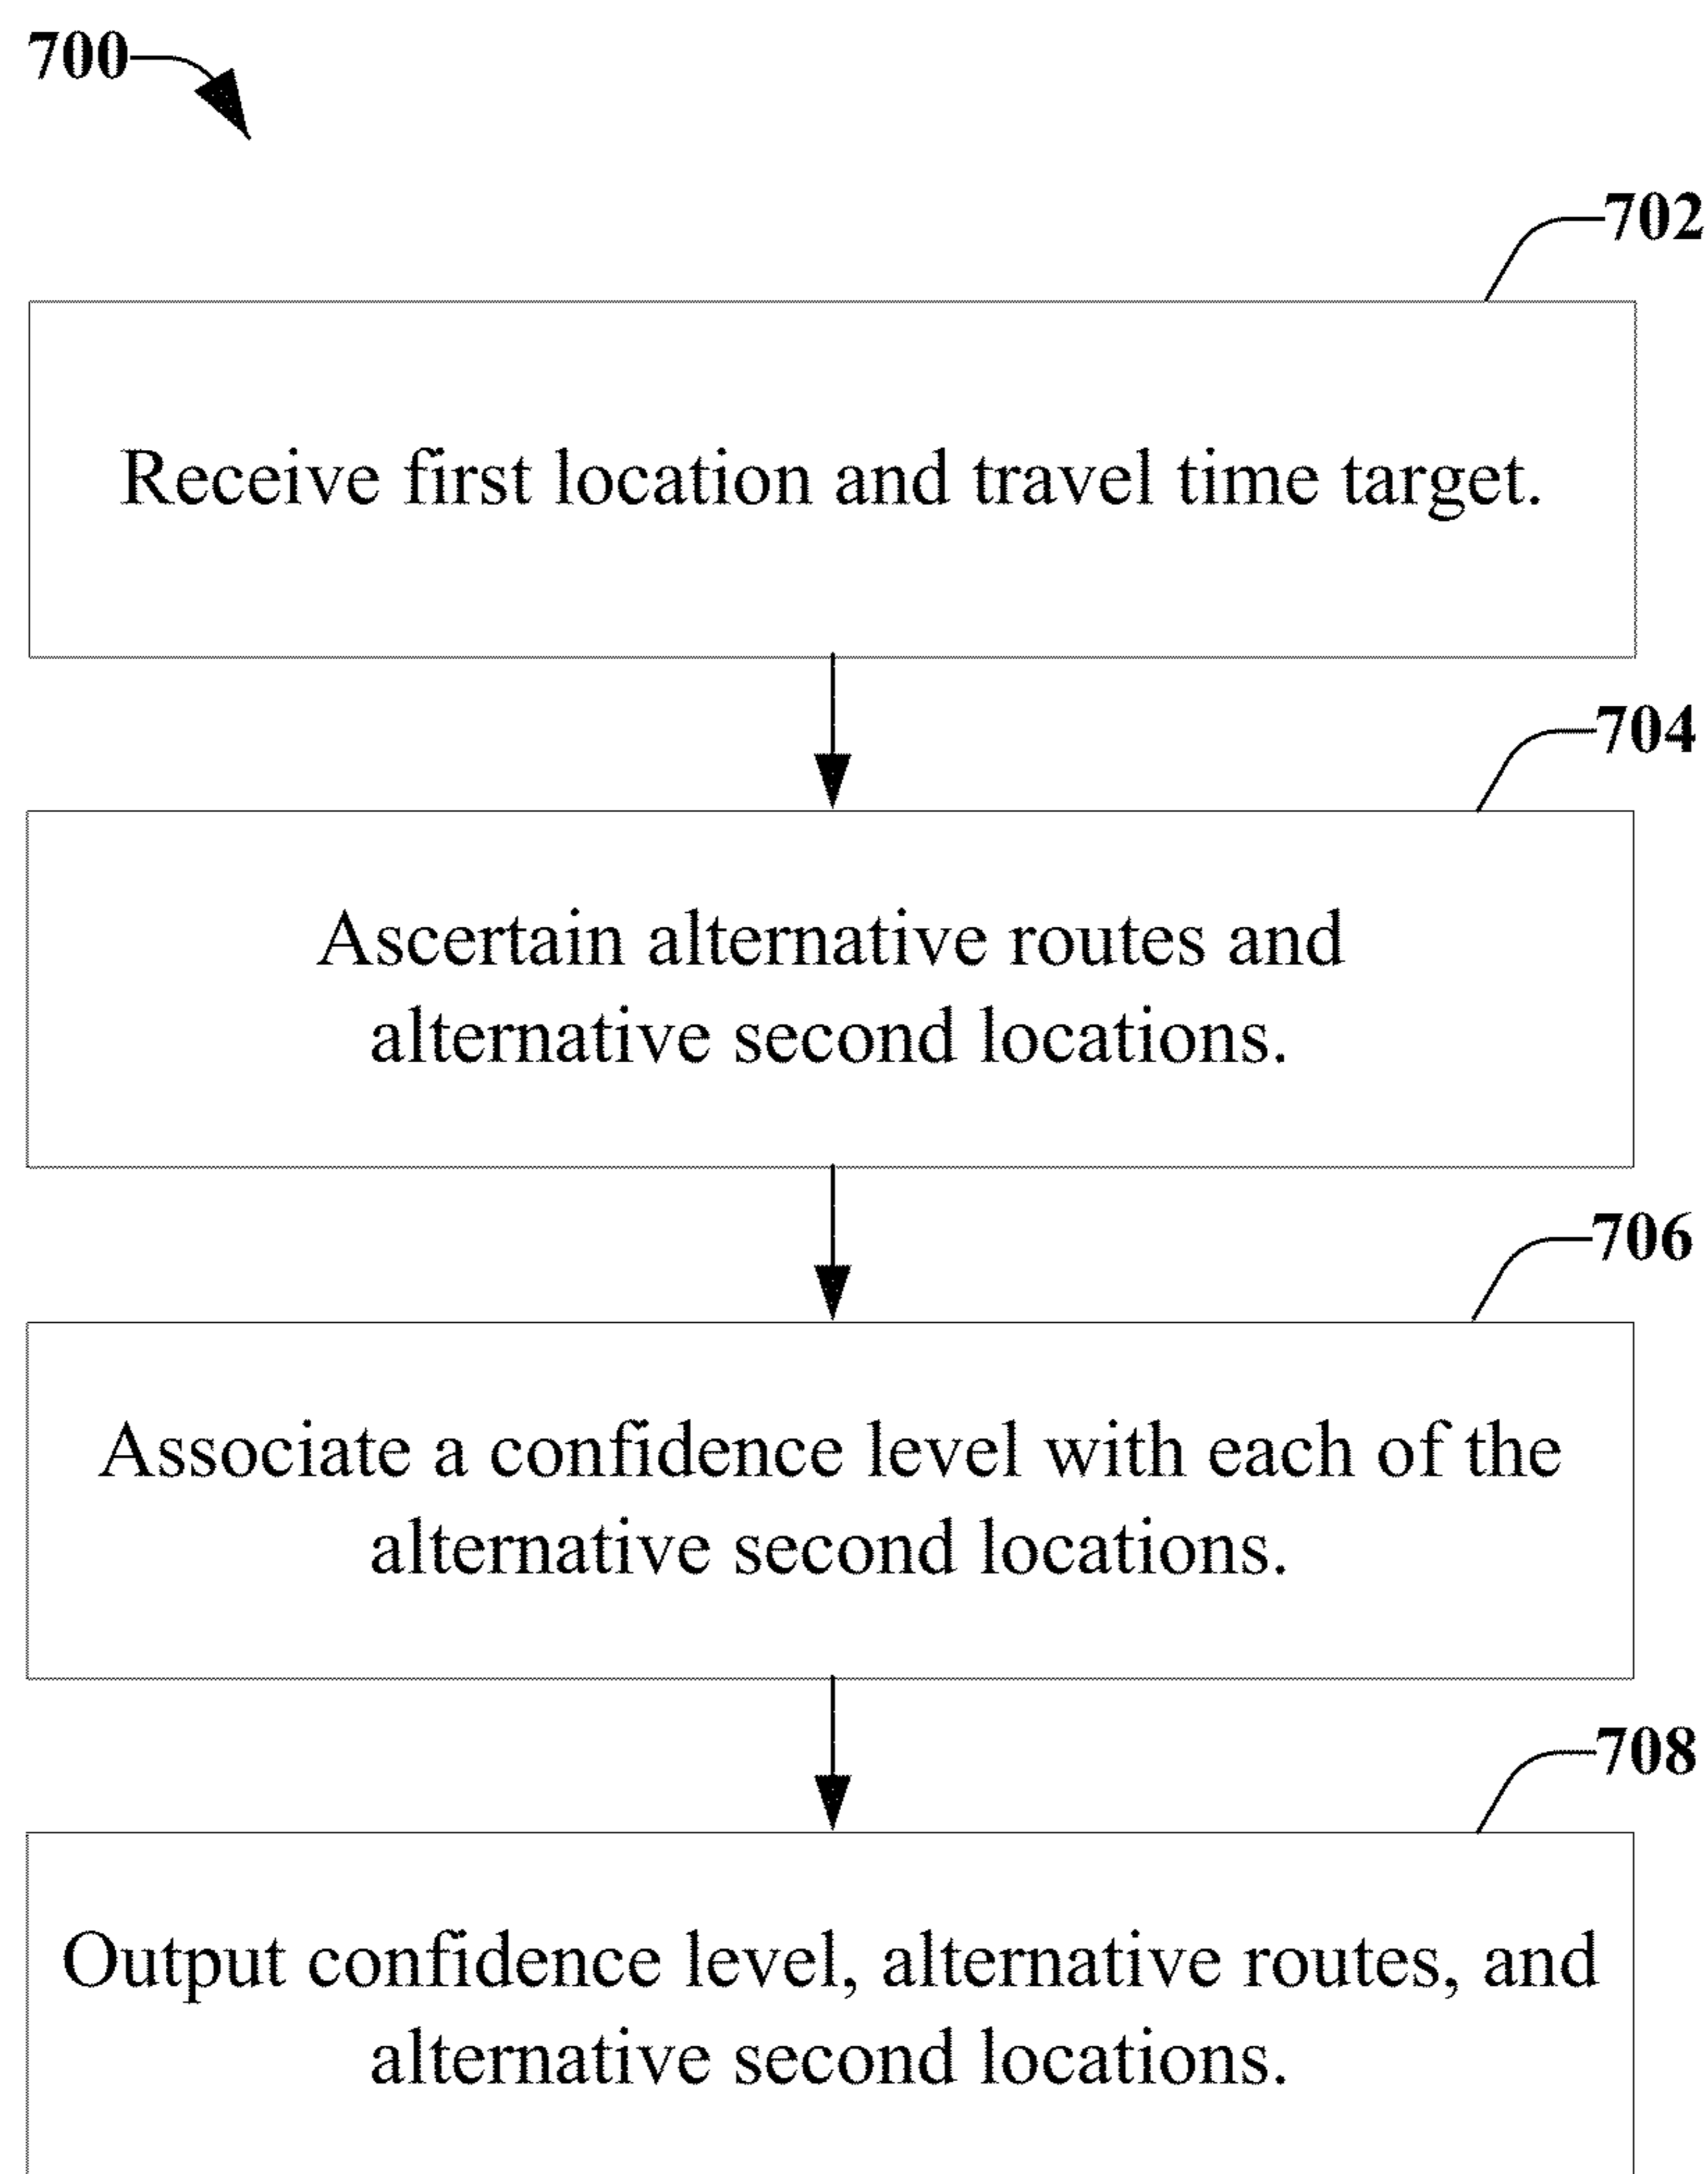 700
702
Receive first location and travel time target.
704
Ascertain alternative routes and
alternative second locations.
706
Associate a confidence level with each of the
alternative second locations.
708
Output confidence level, alternative routes, and
alternative second locations.